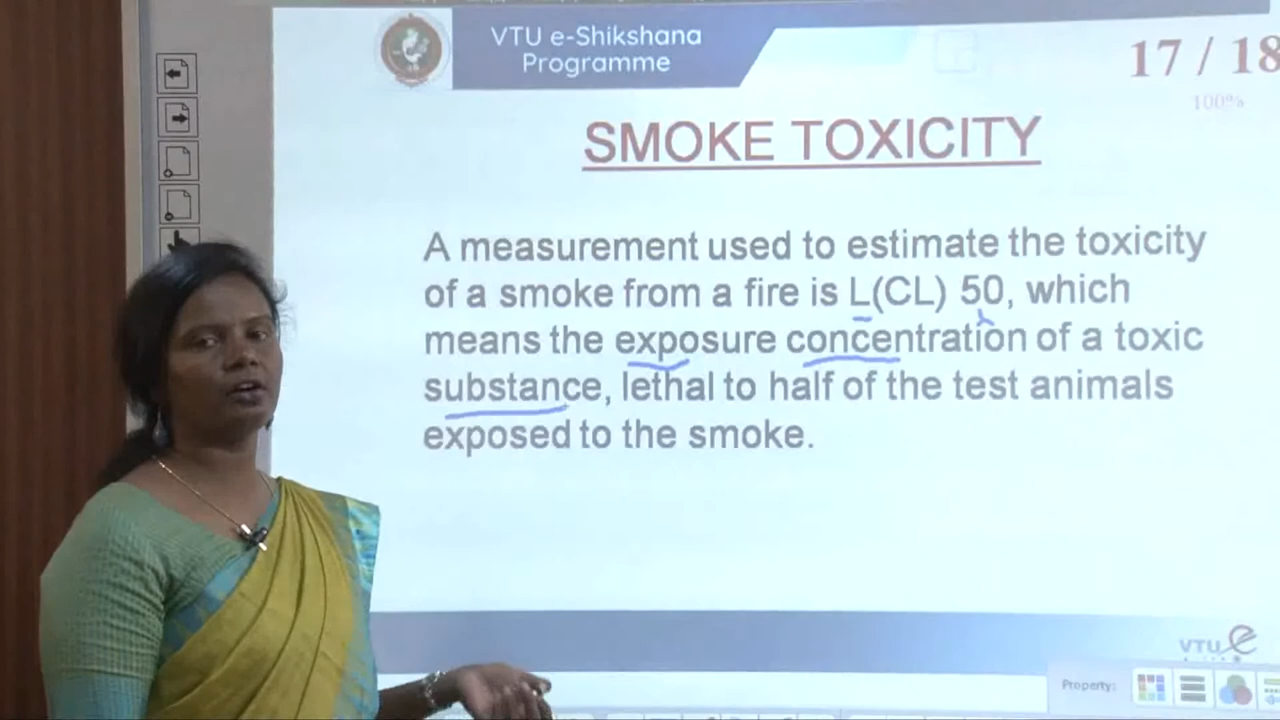 VTU e-Shikshana
Programme
17 / 18
100%
SMOKE TOXICITY
A measurement used to estimate the toxicity
of a smoke from a fire is L(CL) 50, which
means the exposure concentration of a toxic
substance, lethal to half of the test animals
exposed to the smoke.
VTU e
Property: